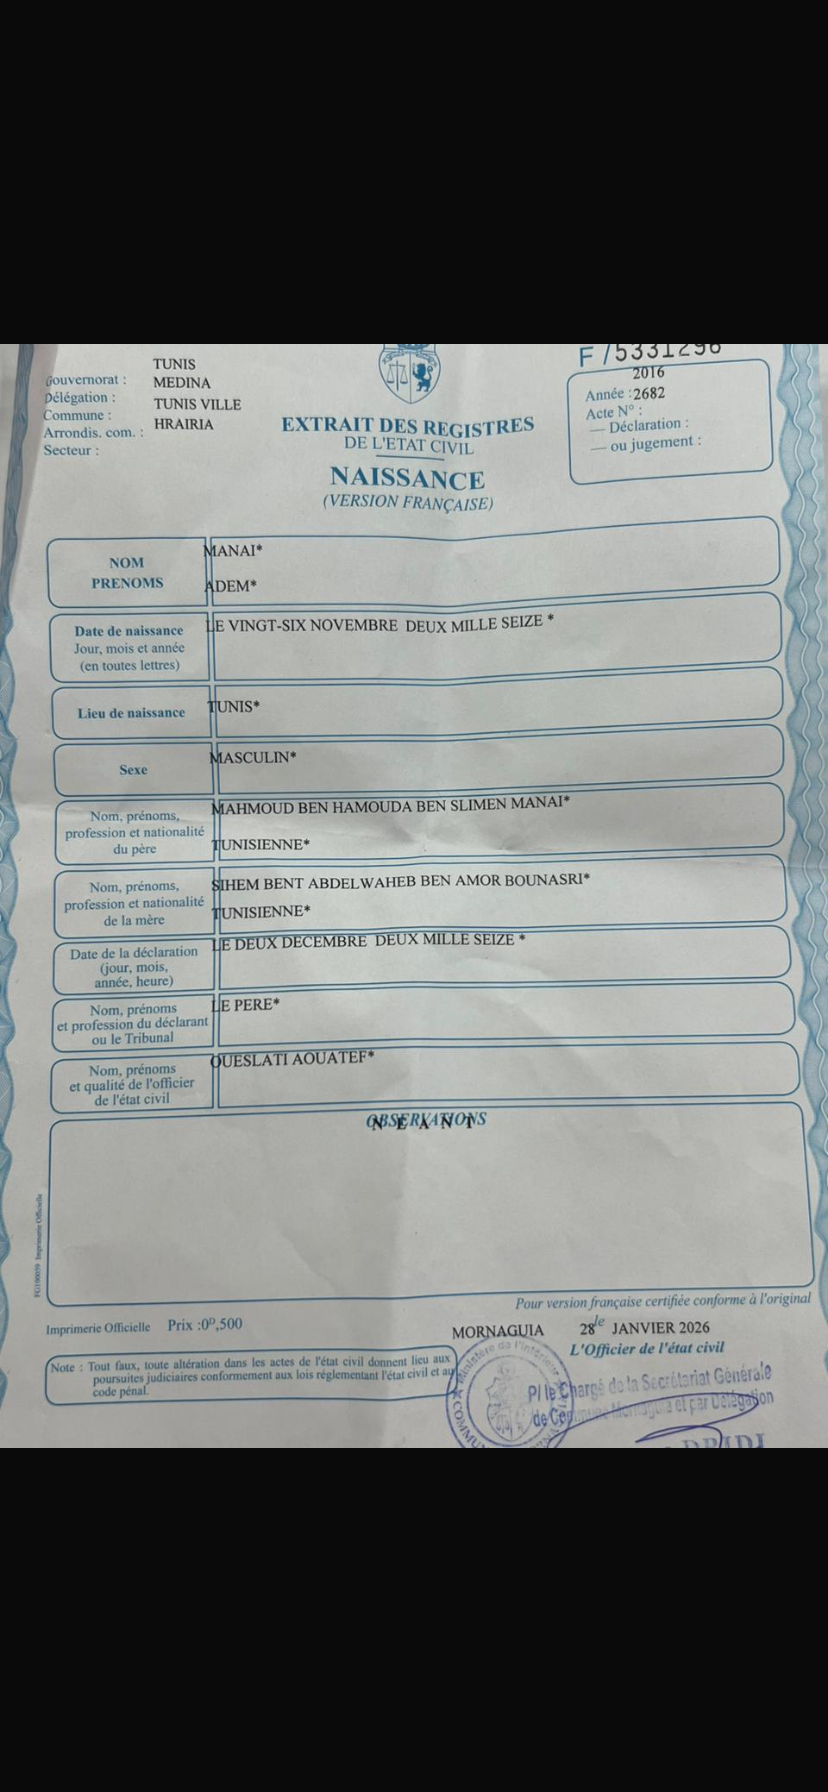 F/5331296
Gouvernorat : TUNIS
Délégation : MEDINA
Commune : TUNIS VILLE
Arrondis. com. : HRAIRIA
Secteur :
2016
Année :2682
Acte N° :
— Déclaration :
— ou jugement :
EXTRAIT DES REGISTRES
DE L'ETAT CIVIL
NAISSANCE
(VERSION FRANÇAISE)
NOM
PRENOMS
MANAI*
ADEM*
Date de naissance
Jour, mois et année
(en toutes lettres)
LE VINGT-SIX NOVEMBRE DEUX MILLE SEIZE *
Lieu de naissance
TUNIS*
Sexe
MASCULIN*
Nom, prénoms,
profession et nationalité
du père
MAHMOUD BEN HAMOUDA BEN SLIMEN MANAI*
TUNISIENNE*
Nom, prénoms,
profession et nationalité
de la mère
SIHEM BENT ABDELWAHEB BEN AMOR BOUNASRI*
TUNISIENNE*
Date de la déclaration
(jour, mois,
année, heure)
LE DEUX DECEMBRE DEUX MILLE SEIZE *
Nom, prénoms
et profession du déclarant
ou le Tribunal
LE PERE*
Nom, prénoms
et qualité de l'officier
de l'état civil
OUESLATI AOUATEF*
OBSERVATIONS
N E A N T
Pour version française certifiée conforme à l'original
Imprimerie Officielle Prix :0ᴰ,500
MORNAGUIA 28 le JANVIER 2026
L'Officier de l'état civil
Note : Tout faux, toute altération dans les actes de l'état civil donnent lieu aux
poursuites judiciaires conformement aux lois réglementant l'état civil et au
code pénal.
Ministère de l'intérieur
P/ le Chargé de la Secrétariat Générale
de Commune Mornaguia et par Délégation